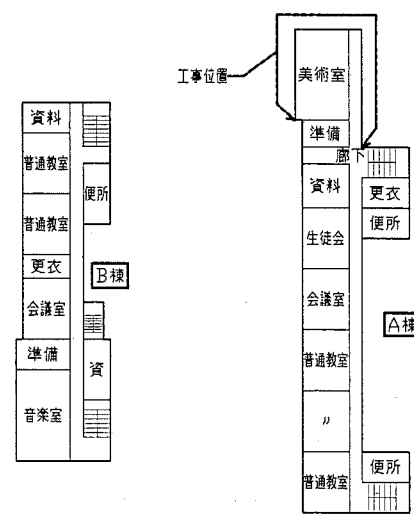 工事位置
美術室
準備
廊下
資料
更衣
生徒会
便所
会議室
A棟
普通教室
〃
普通教室
便所
資料
普通教室
便所
普通教室
更衣
B棟
会議室
準備
資
音楽室